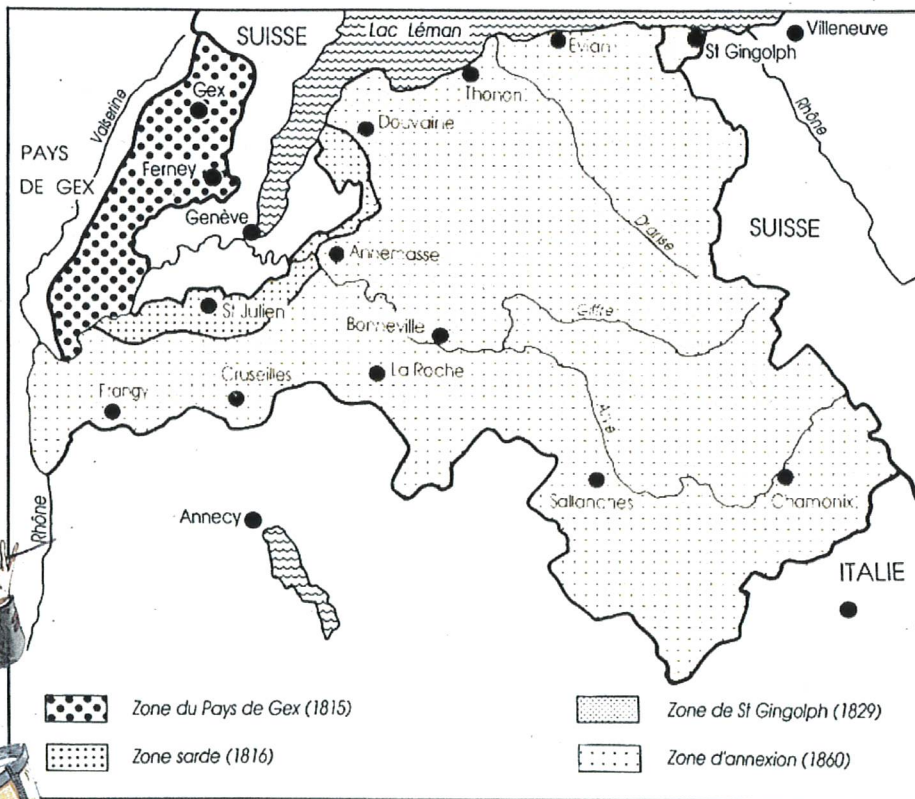 SUISSE
Lac Léman
Villeneuve
Evian
St Gingolph
Thonon
Gex
Valserine
Rhône
Douvaine
PAYS
DE GEX
Ferney
Genève
SUISSE
Annemasse
St Julien
Giffre
Bonneville
La Roche
Cruseilles
Frangy
Sallanches
Chamonix
Annecy
Rhône
ITALIE
Zone du Pays de Gex (1815)
Zone de St Gingolph (1829)
Zone sarde (1816)
Zone d'annexion (1860)